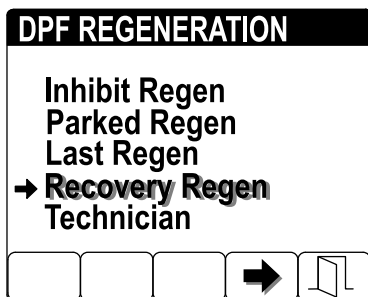 DPF REGENERATION
Inhibit Regen
Parked Regen
Last Regen
Recovery Regen
Technician